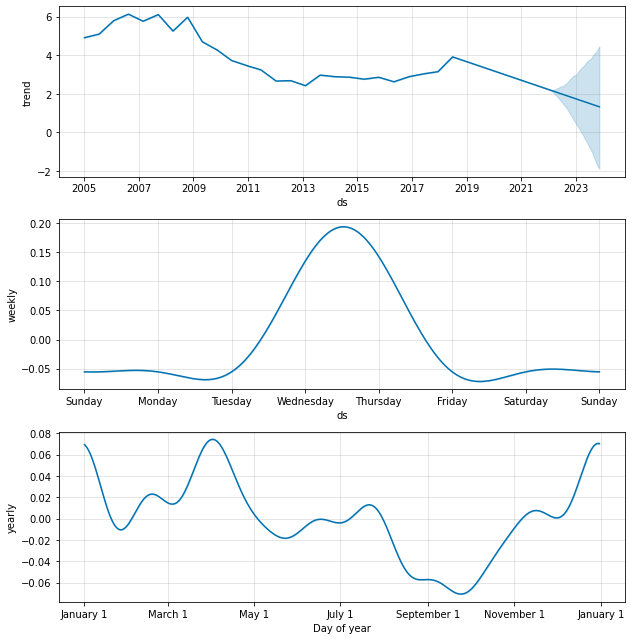 6
4
2
0
−2
trend
2005 2007 2009 2011 2013 2015 2017 2019 2021 2023
ds
0.20
0.15
0.10
0.05
0.00
−0.05
weekly
Sunday Monday Tuesday Wednesday Thursday Friday Saturday Sunday
ds
0.08
0.06
0.04
0.02
0.00
−0.02
−0.04
−0.06
yearly
January 1 March 1 May 1 July 1 September 1 November 1 January 1
Day of year